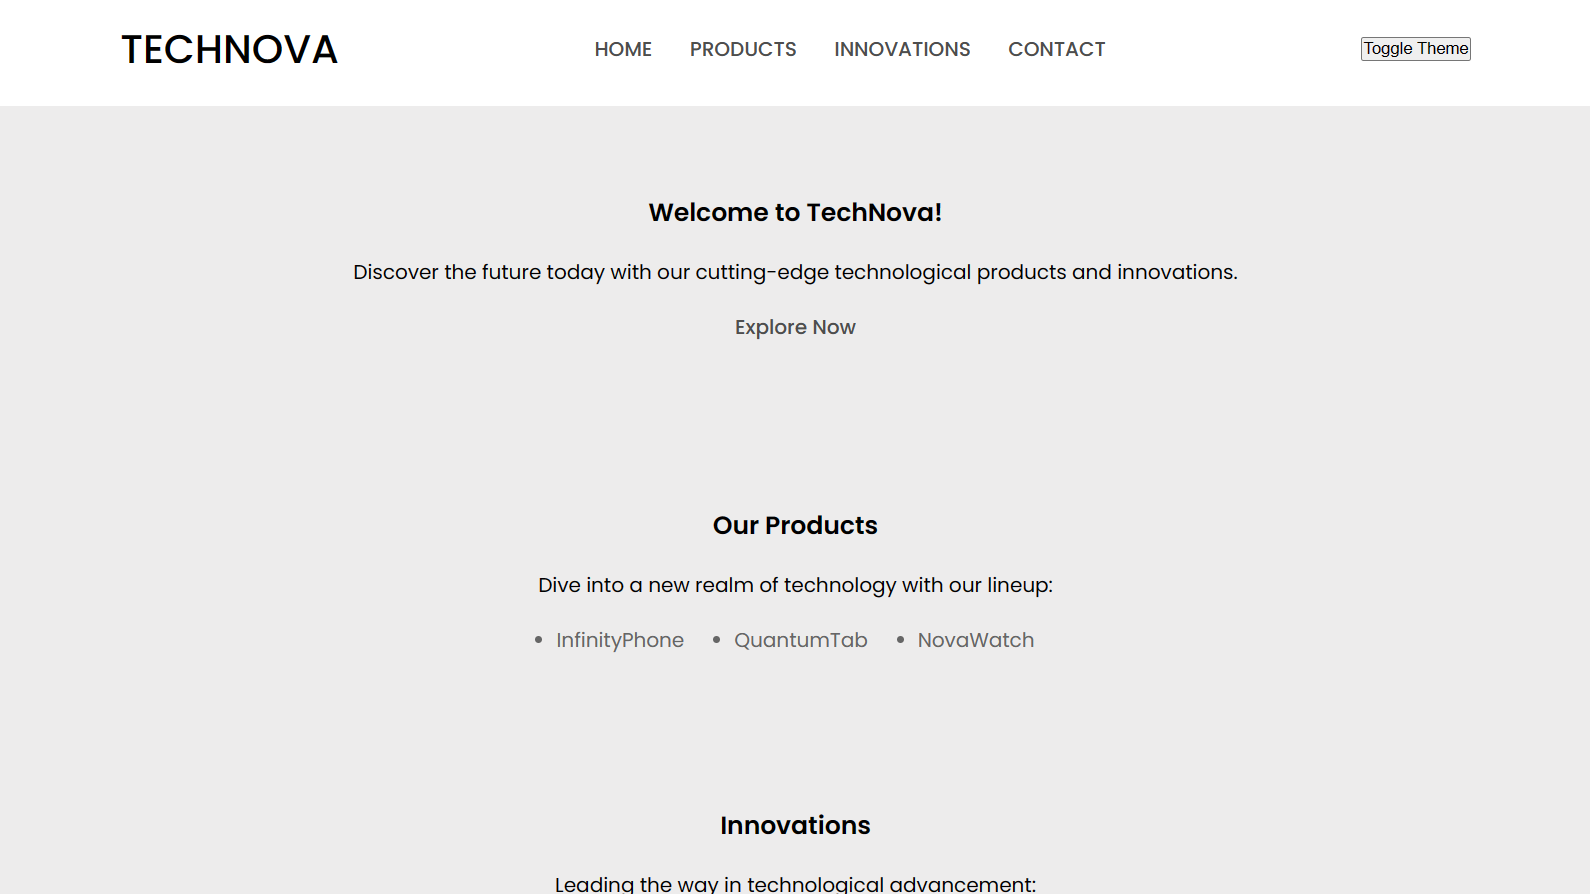 TECHNOVA HOME PRODUCTS INNOVATIONS CONTACT Toggle Theme
Welcome to TechNova!
Discover the future today with our cutting-edge technological products and innovations.
Explore Now
Our Products
Dive into a new realm of technology with our lineup:
• InfinityPhone • QuantumTab • NovaWatch
Innovations
Leading the way in technological advancement: